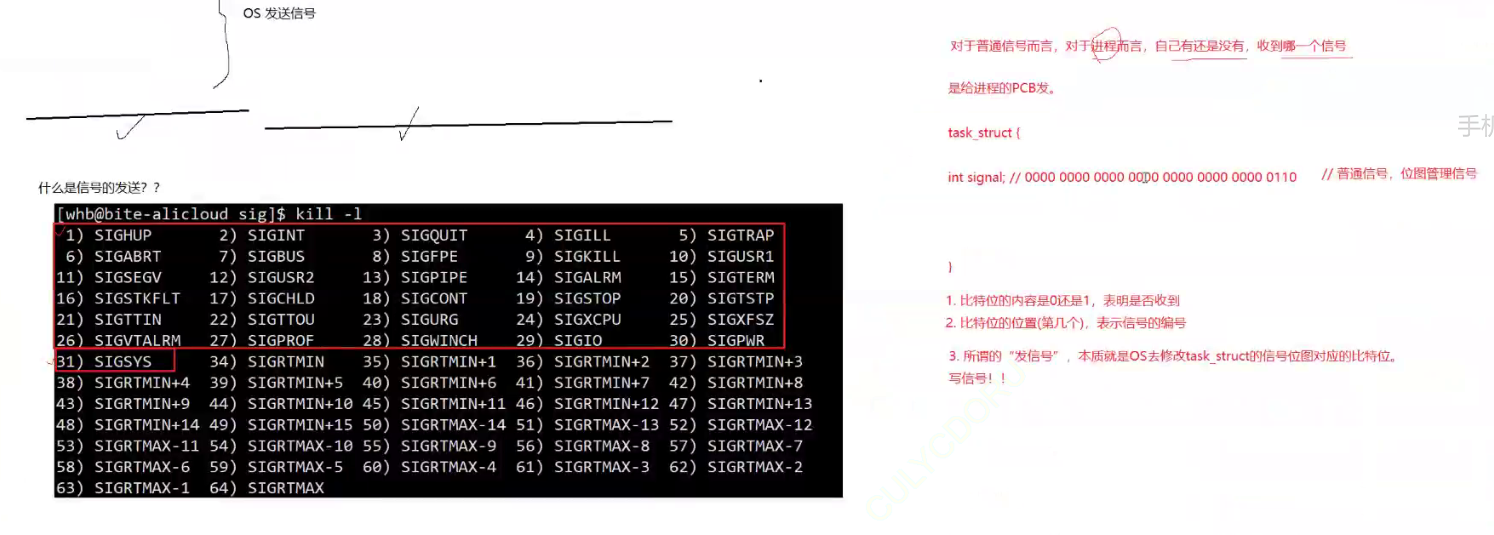 OS 发送信号
什么是信号的发送？？
[whb@bite-alicloud sig]$ kill -l
1) SIGHUP 2) SIGINT 3) SIGQUIT 4) SIGILL 5) SIGTRAP
6) SIGABRT 7) SIGBUS 8) SIGFPE 9) SIGKILL 10) SIGUSR1
11) SIGSEGV 12) SIGUSR2 13) SIGPIPE 14) SIGALRM 15) SIGTERM
16) SIGSTKFLT 17) SIGCHLD 18) SIGCONT 19) SIGSTOP 20) SIGTSTP
21) SIGTTIN 22) SIGTTOU 23) SIGURG 24) SIGXCPU 25) SIGXFSZ
26) SIGVTALRM 27) SIGPROF 28) SIGWINCH 29) SIGIO 30) SIGPWR
31) SIGSYS 34) SIGRTMIN 35) SIGRTMIN+1 36) SIGRTMIN+2 37) SIGRTMIN+3
38) SIGRTMIN+4 39) SIGRTMIN+5 40) SIGRTMIN+6 41) SIGRTMIN+7 42) SIGRTMIN+8
43) SIGRTMIN+9 44) SIGRTMIN+10 45) SIGRTMIN+11 46) SIGRTMIN+12 47) SIGRTMIN+13
48) SIGRTMIN+14 49) SIGRTMIN+15 50) SIGRTMAX-14 51) SIGRTMAX-13 52) SIGRTMAX-12
53) SIGRTMAX-11 54) SIGRTMAX-10 55) SIGRTMAX-9 56) SIGRTMAX-8 57) SIGRTMAX-7
58) SIGRTMAX-6 59) SIGRTMAX-5 60) SIGRTMAX-4 61) SIGRTMAX-3 62) SIGRTMAX-2
63) SIGRTMAX-1 64) SIGRTMAX
对于普通信号而言，对于进程而言，自己有还是没有，收到哪一个信号
是给进程的PCB发。
task_struct {
int signal; // 0000 0000 0000 0000 0000 0000 0000 0110 // 普通信号，位图管理信号
}
1. 比特位的内容是0还是1，表明是否收到
2. 比特位的位置(第几个)，表示信号的编号
3. 所谓的“发信号”，本质就是OS去修改task_struct的信号位图对应的比特位。
写信号！！
手机